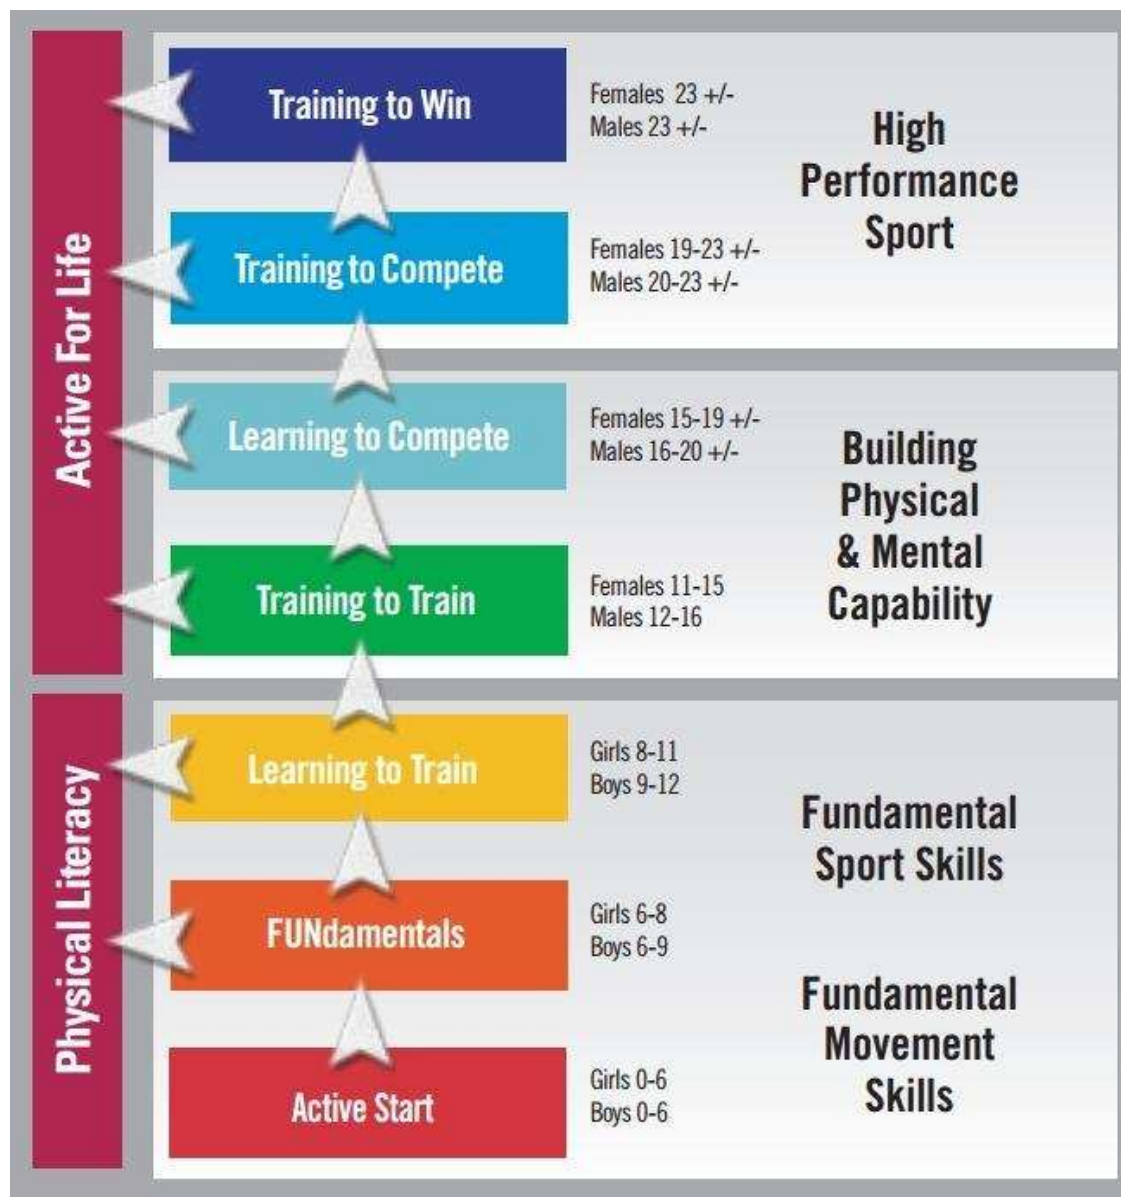 Active For Life
Training to Win
Females 23 +/-
Males 23 +/-
High
Performance
Sport
Training to Compete
Females 19-23 +/-
Males 20-23 +/-
Learning to Compete
Females 15-19 +/-
Males 16-20 +/-
Building
Physical
& Mental
Capability
Training to Train
Females 11-15
Males 12-16
Physical Literacy
Learning to Train
Girls 8-11
Boys 9-12
Fundamental
Sport Skills
FUNdamentals
Girls 6-8
Boys 6-9
Fundamental
Movement
Skills
Active Start
Girls 0-6
Boys 0-6